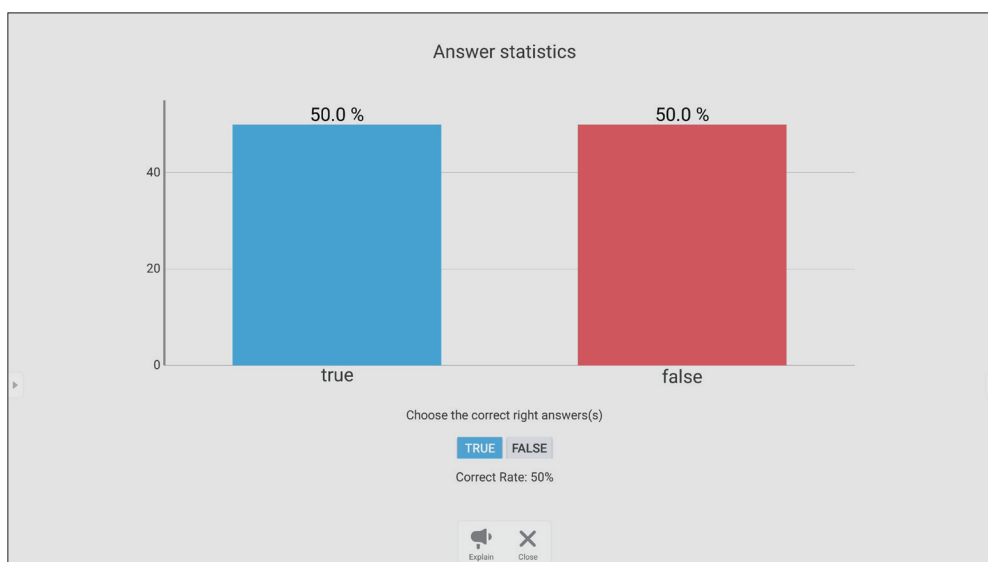 Answer statistics
50.0 % 50.0 %
40
20
0
true false
Choose the correct right answers(s)
TRUE FALSE
Correct Rate: 50%
Explain Close